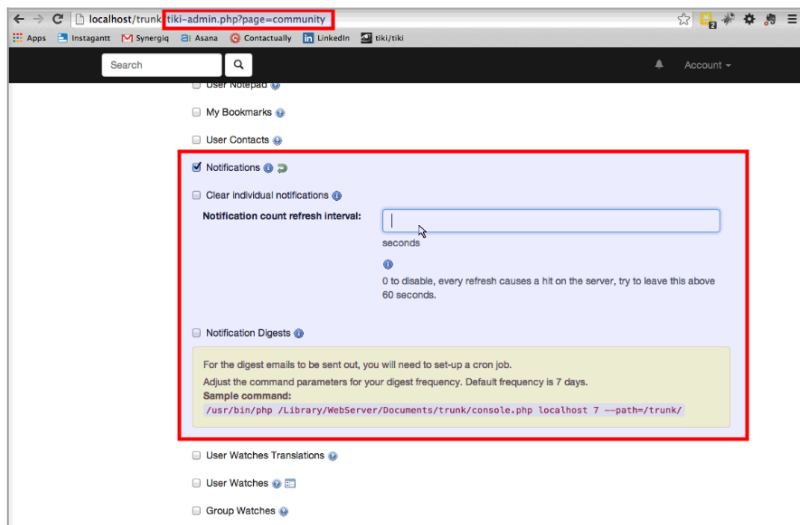 localhost/trunk/tiki-admin.php?page=community
Apps Instagantt Synergiq Asana Contactually LinkedIn tiki/tiki
Search Account
User Notepad
My Bookmarks
User Contacts
Notifications
Clear individual notifications
Notification count refresh interval:
seconds
0 to disable, every refresh causes a hit on the server, try to leave this above
60 seconds.
Notification Digests
For the digest emails to be sent out, you will need to set-up a cron job.
Adjust the command parameters for your digest frequency. Default frequency is 7 days.
Sample command:
/usr/bin/php /Library/WebServer/Documents/trunk/console.php localhost 7 --path=/trunk/
User Watches Translations
User Watches
Group Watches